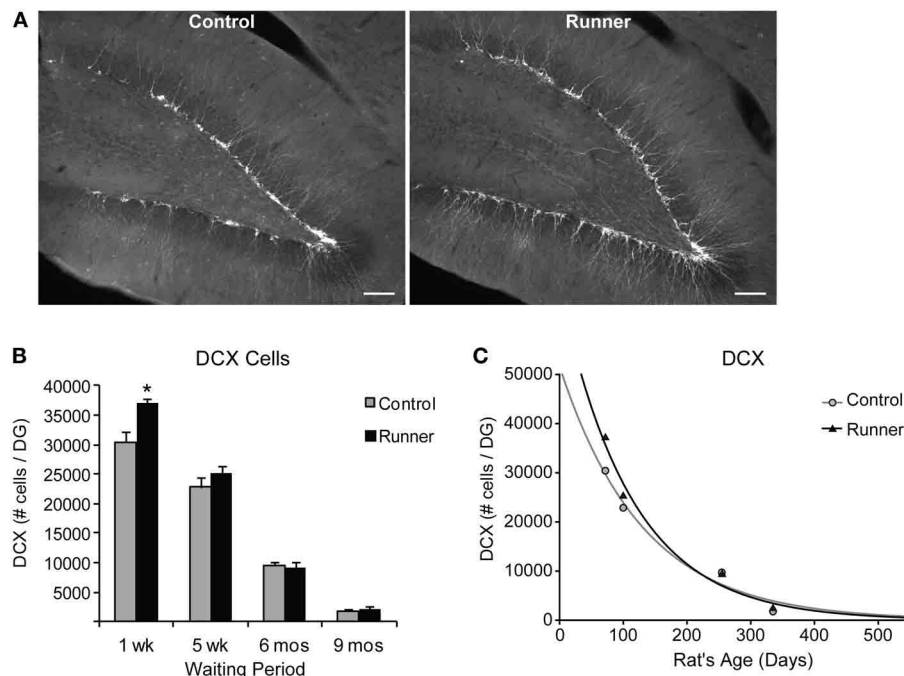 A
Control
Runner
B
DCX Cells
DCX (# cells / DG)
40000
35000
30000
25000
20000
15000
10000
5000
*
Control
Runner
1 wk
5 wk
6 mos
9 mos
Waiting Period
C
DCX
DCX (# cells / DG)
50000
40000
30000
20000
10000
0
Control
Runner
0
100
200
300
400
500
Rat's Age (Days)